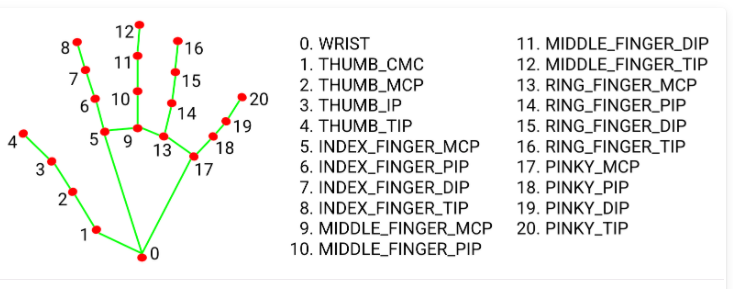 12
8
16
11
7
15
10
6
20
14
19
5
9
4
13
18
3
17
2
1
0
0. WRIST
1. THUMB_CMC
2. THUMB_MCP
3. THUMB_IP
4. THUMB_TIP
5. INDEX_FINGER_MCP
6. INDEX_FINGER_PIP
7. INDEX_FINGER_DIP
8. INDEX_FINGER_TIP
9. MIDDLE_FINGER_MCP
10. MIDDLE_FINGER_PIP
11. MIDDLE_FINGER_DIP
12. MIDDLE_FINGER_TIP
13. RING_FINGER_MCP
14. RING_FINGER_PIP
15. RING_FINGER_DIP
16. RING_FINGER_TIP
17. PINKY_MCP
18. PINKY_PIP
19. PINKY_DIP
20. PINKY_TIP